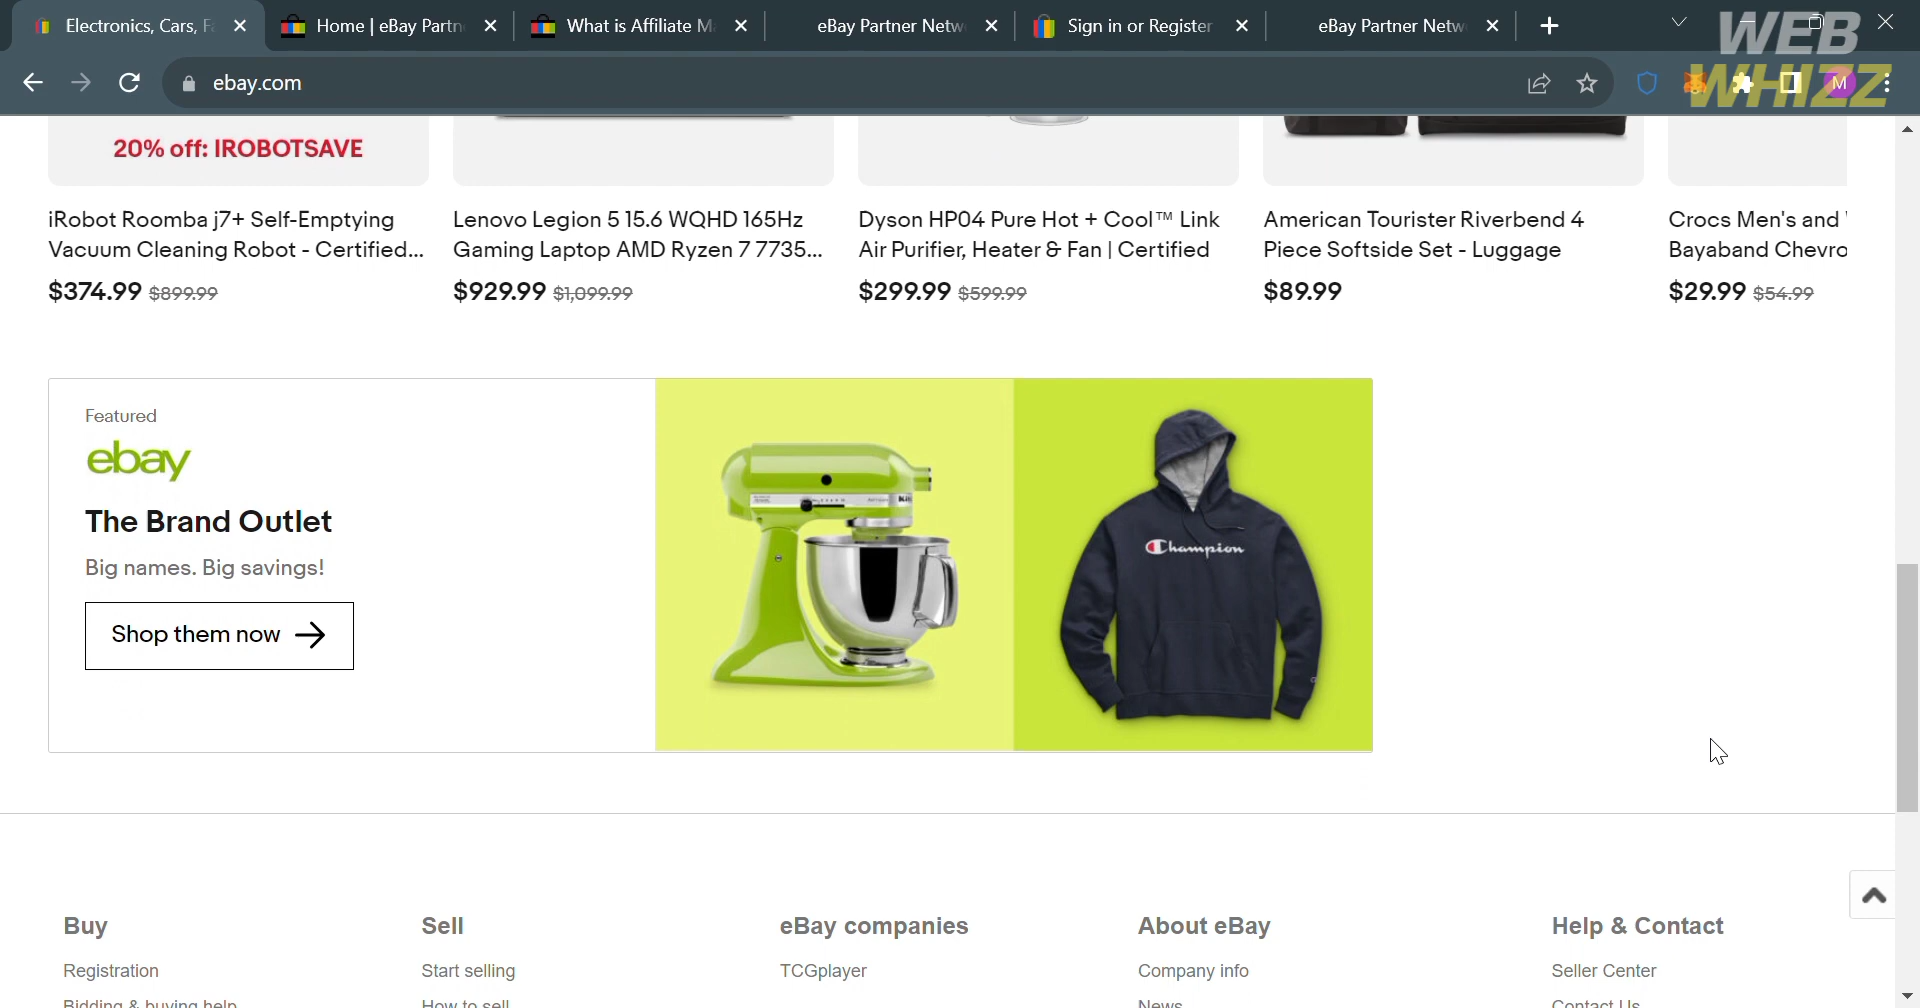 Electronics, Cars, Fa
Home | eBay Partn
What is Affiliate Ma
eBay Partner Netw
Sign in or Register
eBay Partner Netw
WEB
WHIZZ
ebay.com
M
20% off: IROBOTSAVE
iRobot Roomba j7+ Self-Emptying
Vacuum Cleaning Robot - Certified...
$374.99 $899.99
Lenovo Legion 5 15.6 WQHD 165Hz
Gaming Laptop AMD Ryzen 7 7735...
$929.99 $1,099.99
Dyson HP04 Pure Hot + Cool™ Link
Air Purifier, Heater & Fan | Certified
$299.99 $599.99
American Tourister Riverbend 4
Piece Softside Set - Luggage
$89.99
Crocs Men's and
Bayaband Chevro
$29.99 $54.99
Featured
ebay
The Brand Outlet
Big names. Big savings!
Shop them now
Champion
Buy
Registration
Bidding & buying help
Sell
Start selling
How to sell
eBay companies
TCGplayer
About eBay
Company info
News
Help & Contact
Seller Center
Contact Us